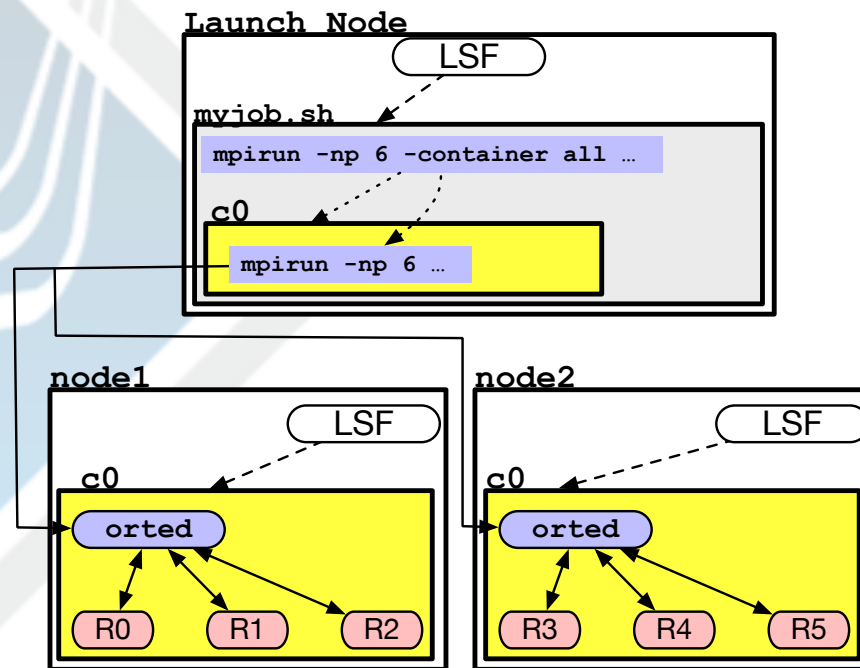 Launch Node
LSF
myjob.sh
mpirun -np 6 -container all …
c0
mpirun -np 6 …
node1
node2
LSF
LSF
c0
c0
orted
orted
R0
R1
R2
R3
R4
R5